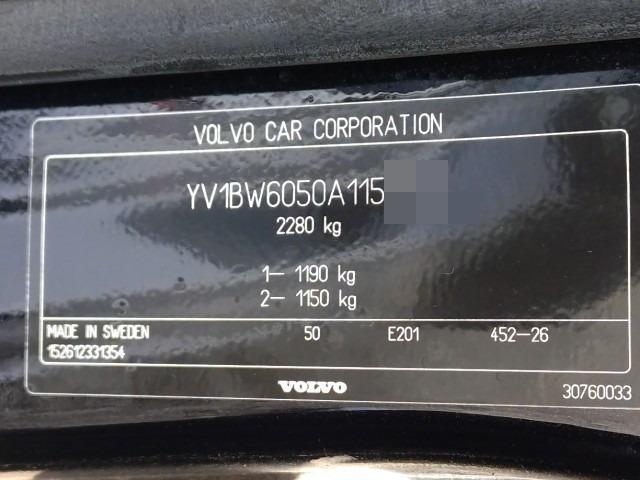 VOLVO CAR CORPORATION
YV1BW6050A115
2280 kg
1- 1190 kg
2- 1150 kg
MADE IN SWEDEN 50 E201 452-26
152612331354
VOLVO
30760033